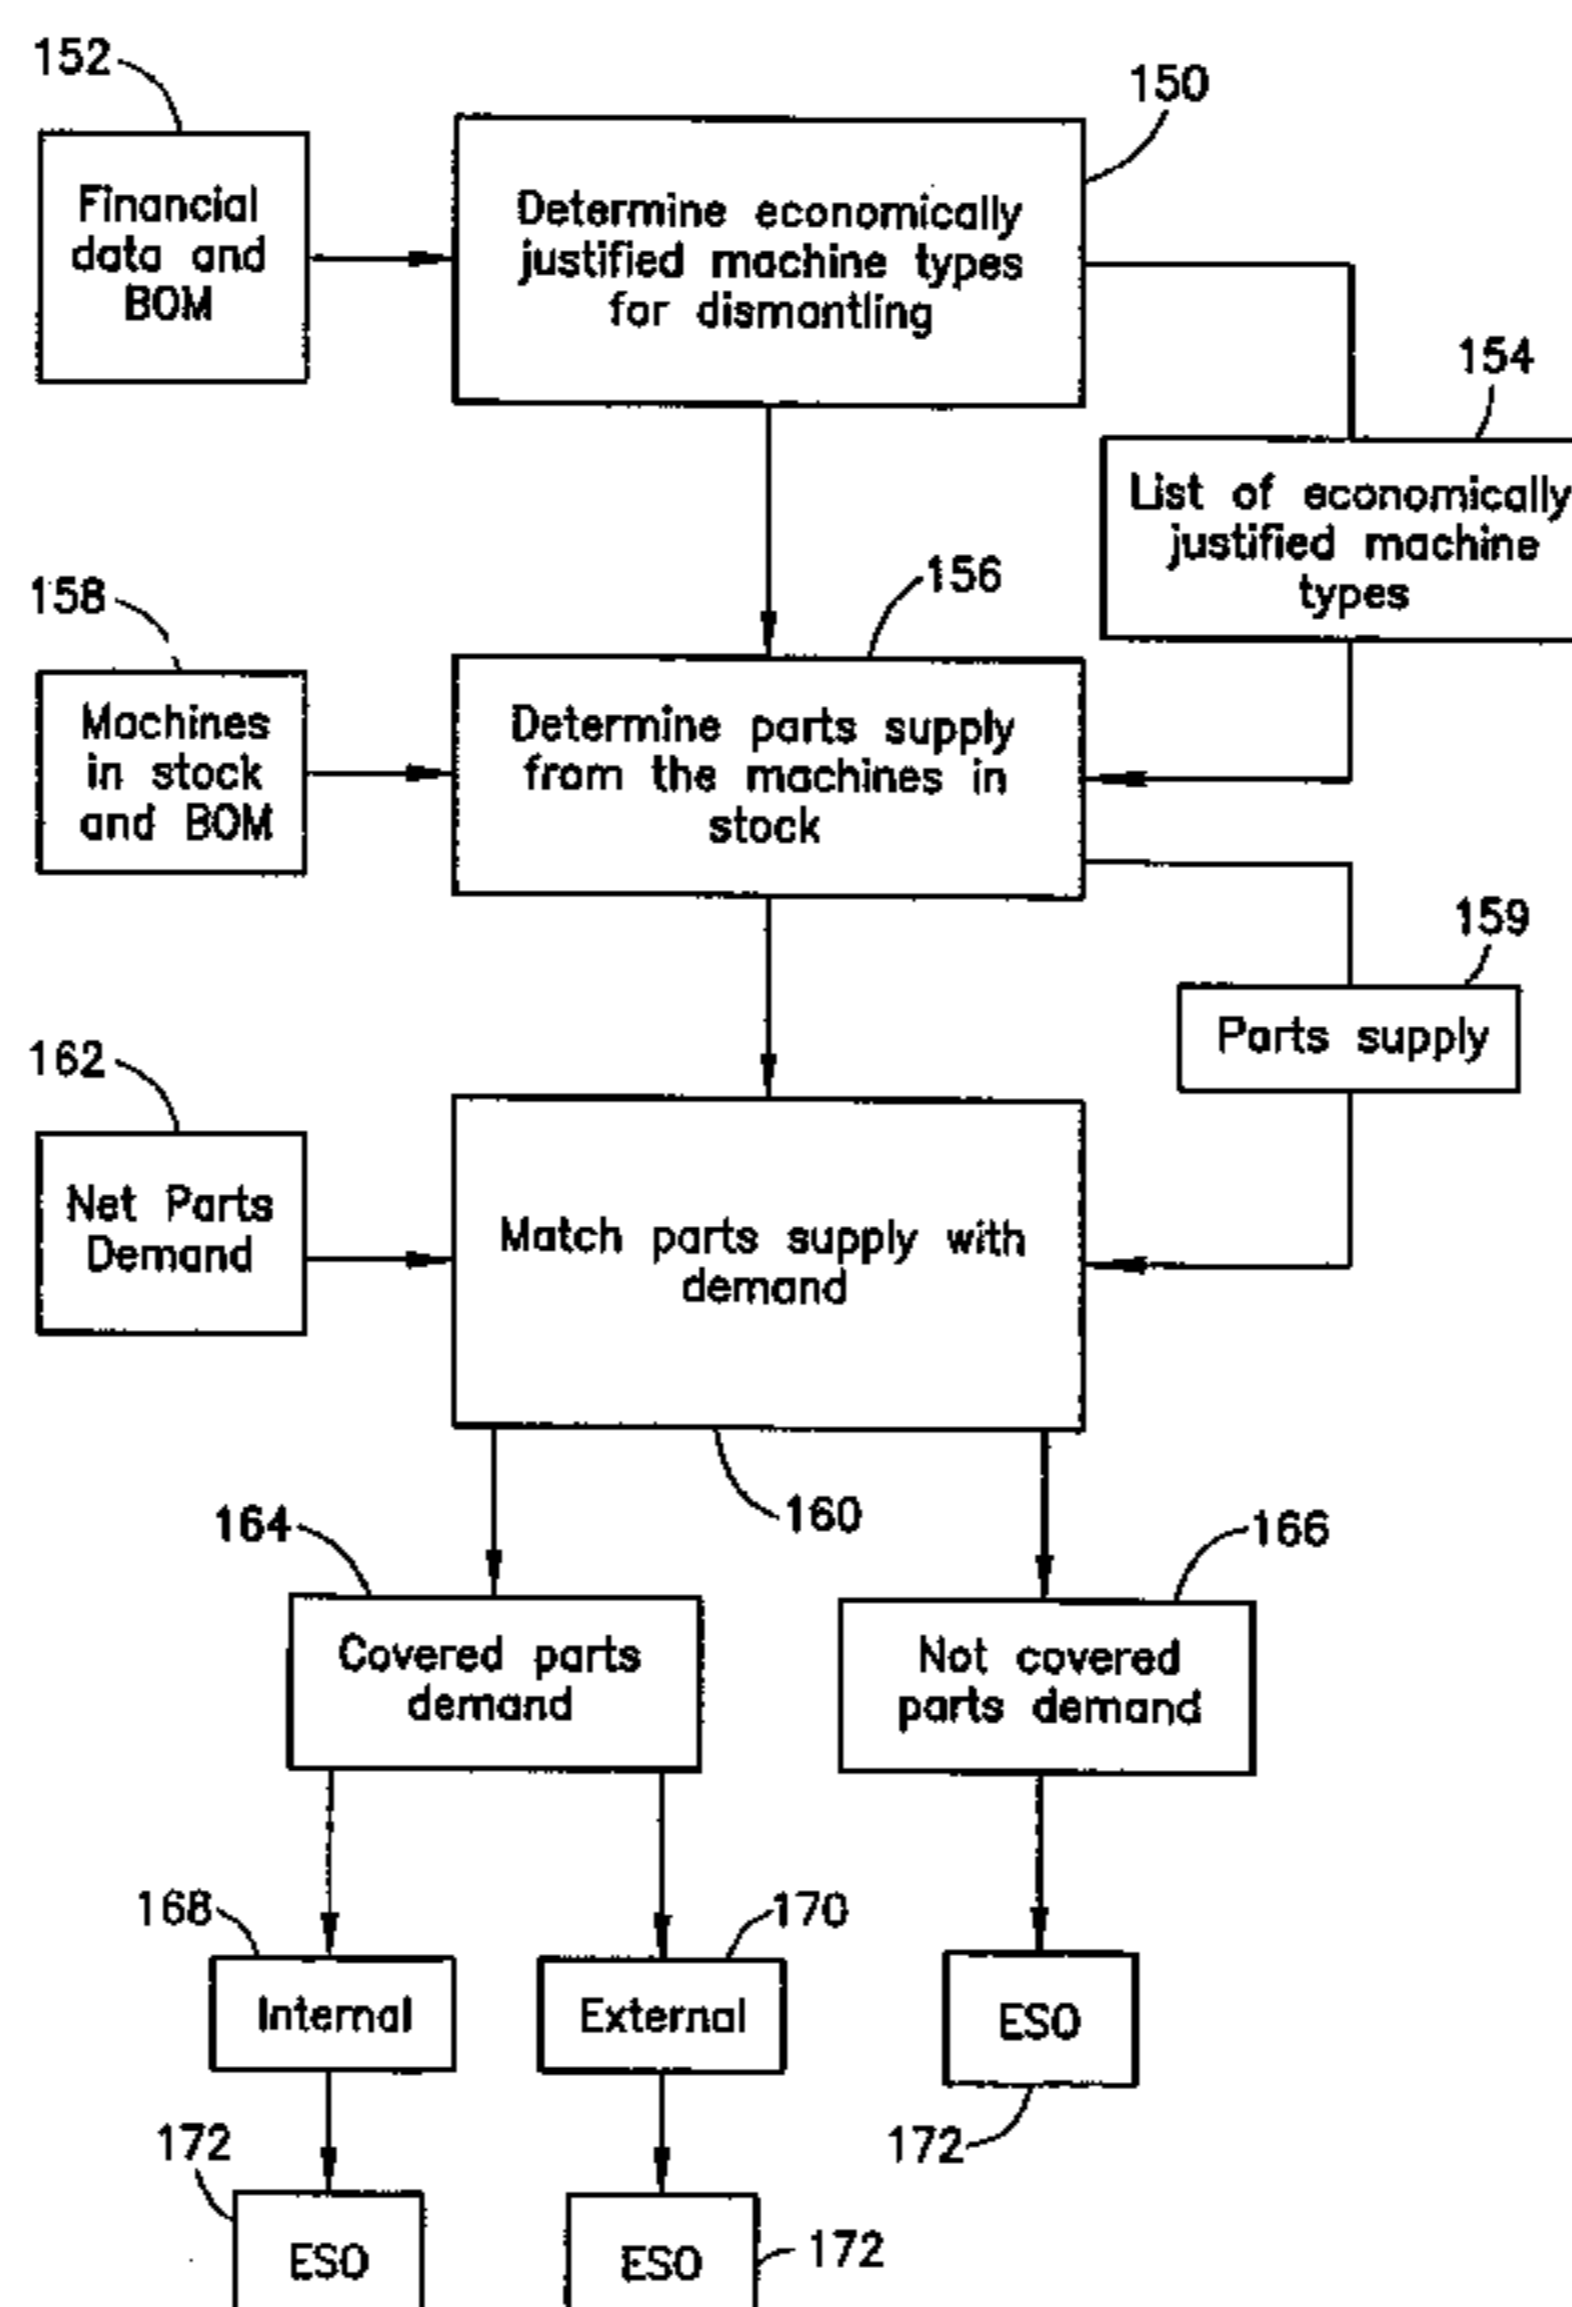 152
150
Financial
data and
BOM
Determine economically
justified machine types
for dismantling
154
List of economically
justified machine
types
158
156
Machines
in stock
and BOM
Determine parts supply
from the machines in
stock
159
Parts supply
162
Net Parts
Demand
Match parts supply with
demand
164
160
166
Covered parts
demand
Not covered
parts demand
168
170
Internal
External
ESO
172
172
ESO
ESO
172